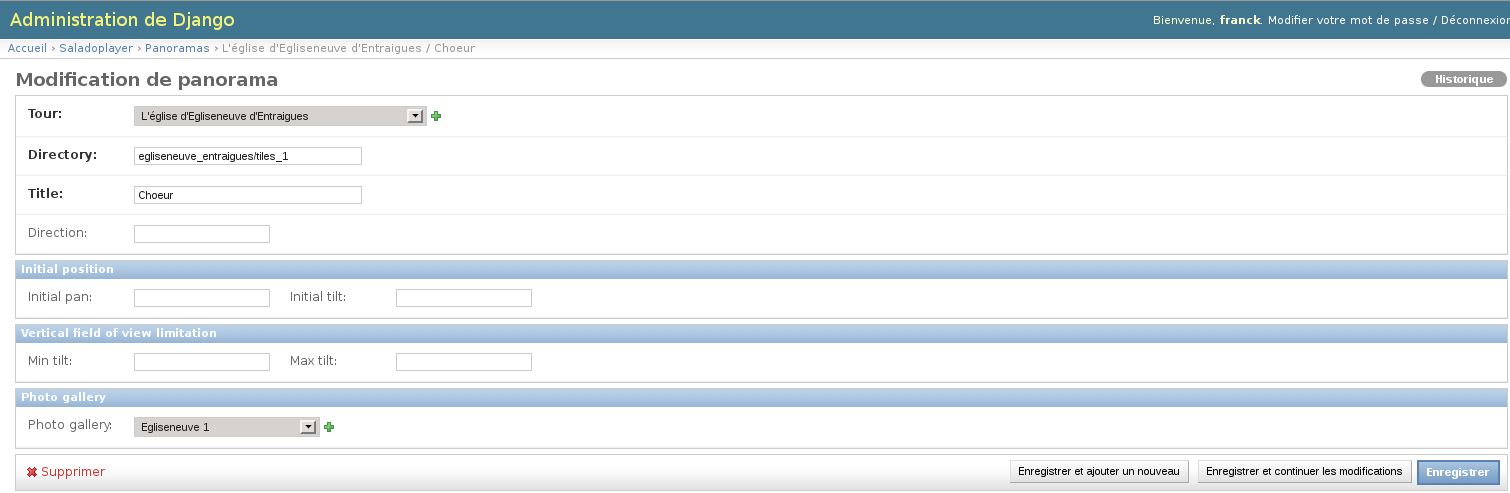 Administration de Django
Bienvenue, franck. Modifier votre mot de passe / Déconnexion
Accueil › Saladoplayer › Panoramas › L'église d'Egliseneuve d'Entraigues / Choeur
Modification de panorama
Historique
Tour: L'église d'Egliseneuve d'Entraigues
Directory: egliseneuve_entraigues/tiles_1
Title: Choeur
Direction:
Initial position
Initial pan: Initial tilt:
Vertical field of view limitation
Min tilt: Max tilt:
Photo gallery
Photo gallery: Egliseneuve 1
Supprimer Enregistrer et ajouter un nouveau Enregistrer et continuer les modifications Enregistrer